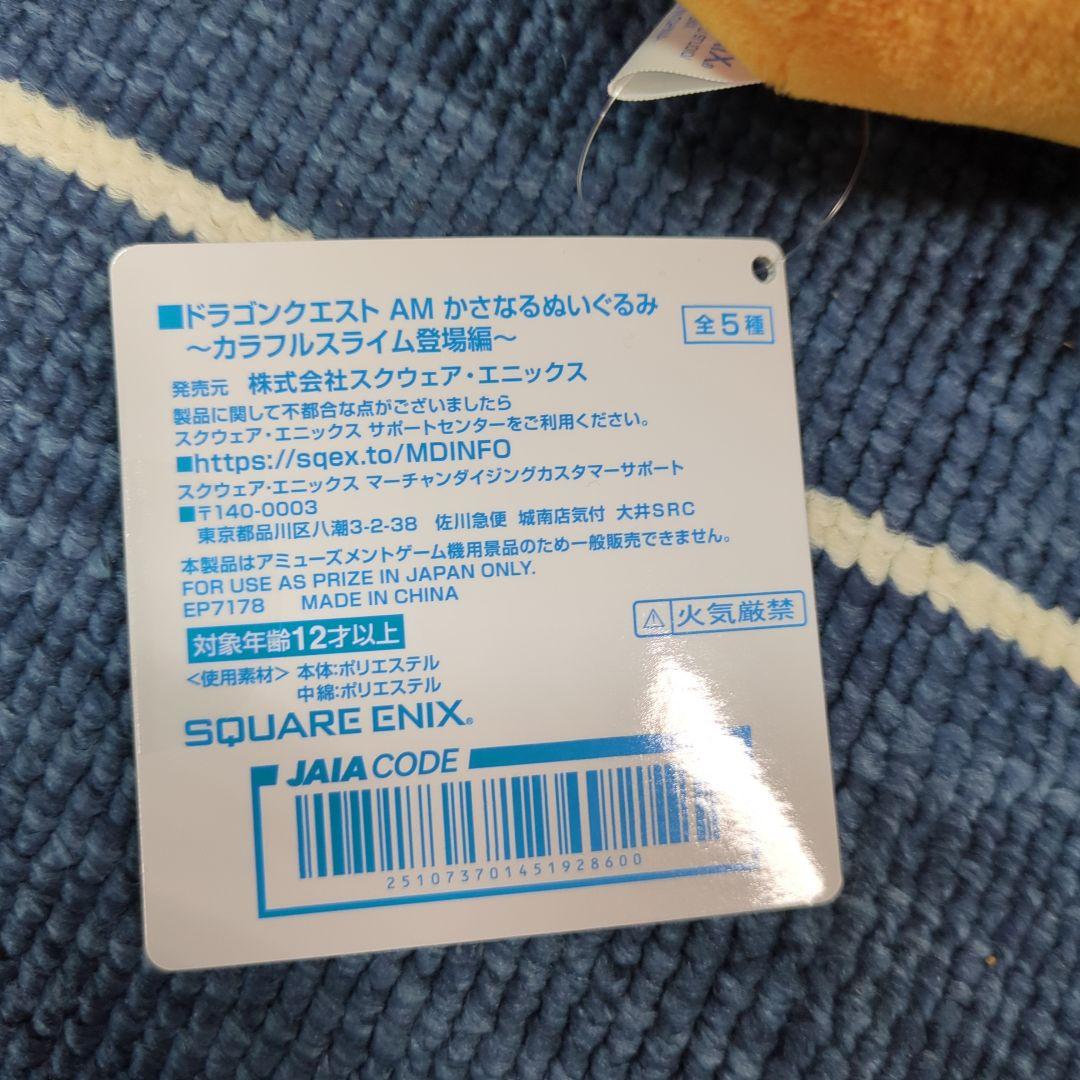 ■ドラゴンクエスト AM かさなるぬいぐるみ
～カラフルスライム登場編～
全5種
発売元 株式会社スクウェア・エニックス
製品に関して不都合な点がございましたら
スクウェア・エニックス サポートセンターをご利用ください。
■https://sqex.to/MDINFO
スクウェア・エニックス マーチャンダイジングカスタマーサポート
■〒140-0003
東京都品川区八潮3-2-38 佐川急便 城南店気付 大井SRC
本製品はアミューズメントゲーム機用景品のため一般販売できません。
FOR USE AS PRIZE IN JAPAN ONLY.
EP7178 MADE IN CHINA
⚠火気厳禁
対象年齢12才以上
<使用素材> 本体:ポリエステル
中綿:ポリエステル
SQUARE ENIX®
JAIA CODE
251073701451928600